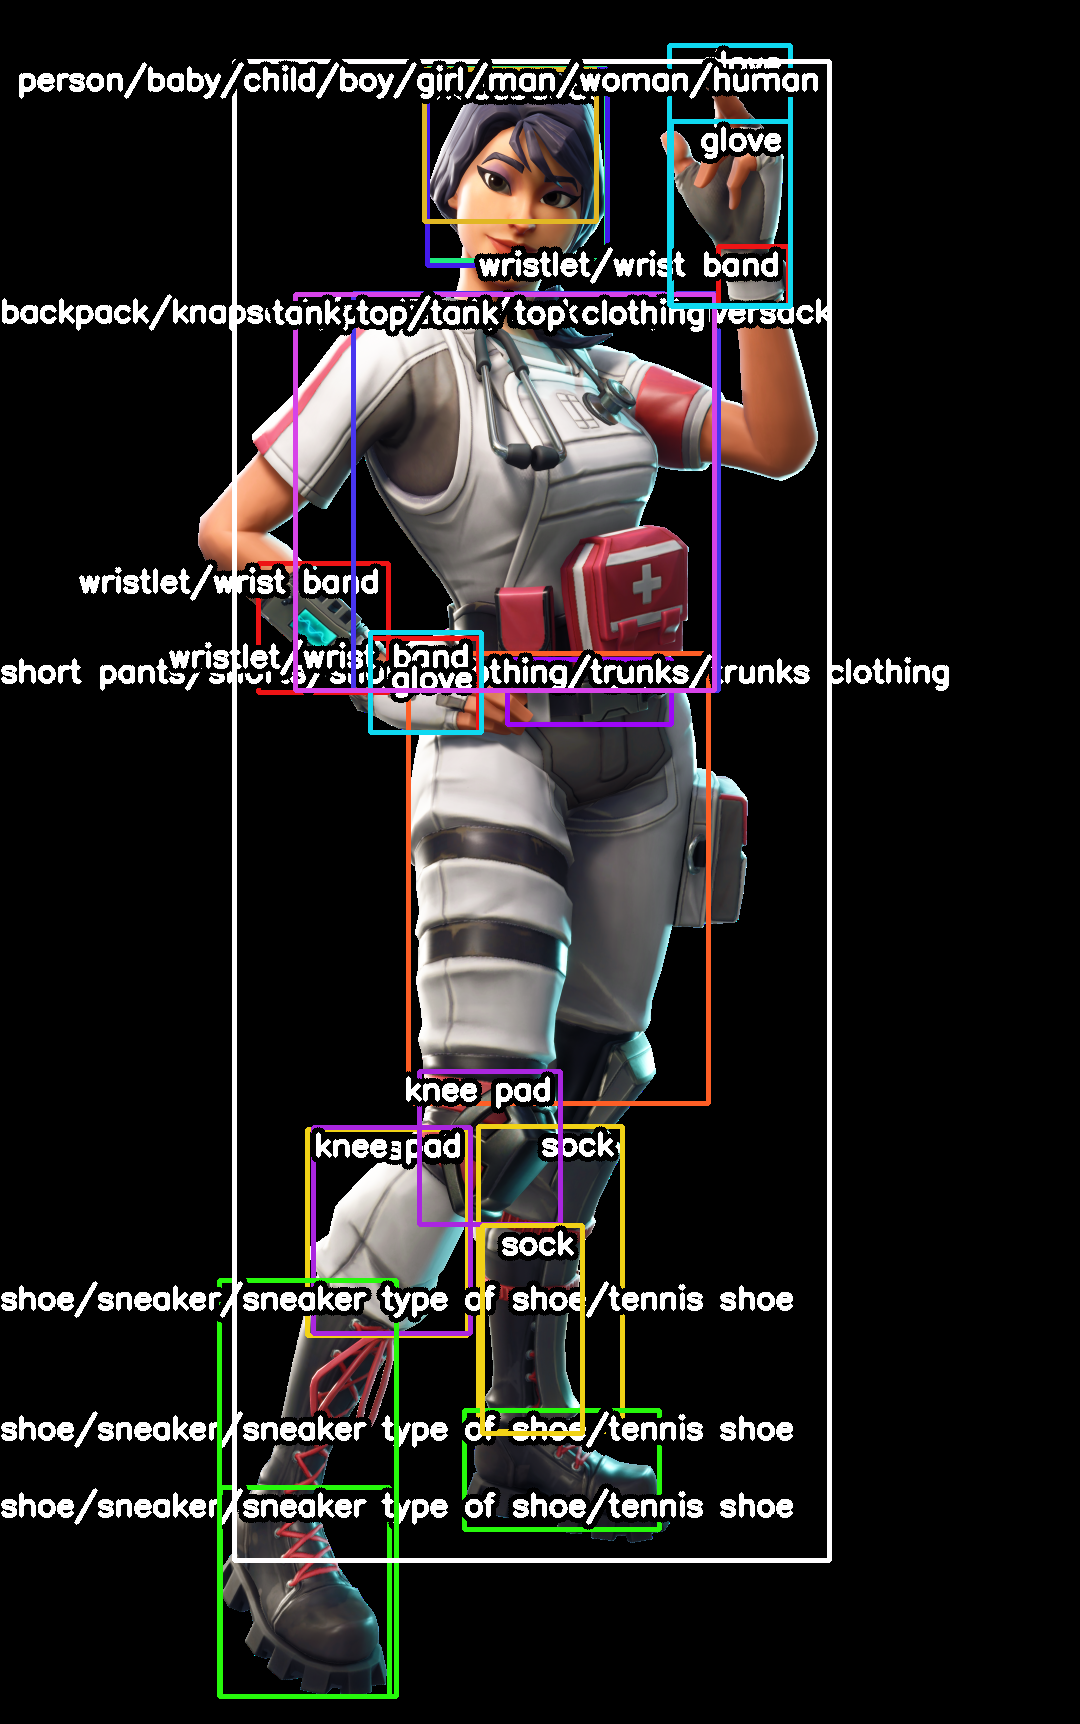 person/baby/child/boy/girl/man/woman/human
glove
wristlet/wrist band
backpack/knaps tank top/tank top clothing versack
wristlet/wrist band
wristlet/wrist band
short pants/ clothing/trunks/trunks clothing
glove
knee pad
knee pad
sock
sock
shoe/sneaker/sneaker type of shoe/tennis shoe
shoe/sneaker/sneaker type of shoe/tennis shoe
shoe/sneaker/sneaker type of shoe/tennis shoe